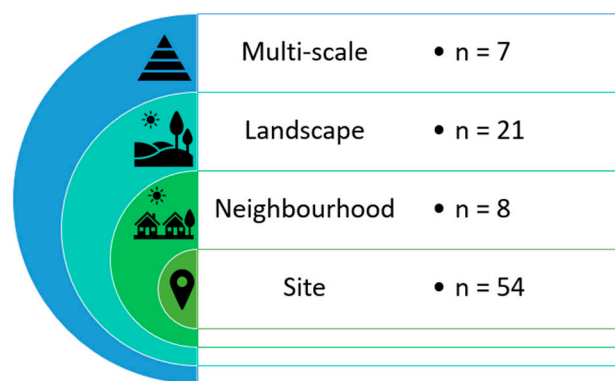 Multi-scale • n = 7
Landscape • n = 21
Neighbourhood • n = 8
Site • n = 54